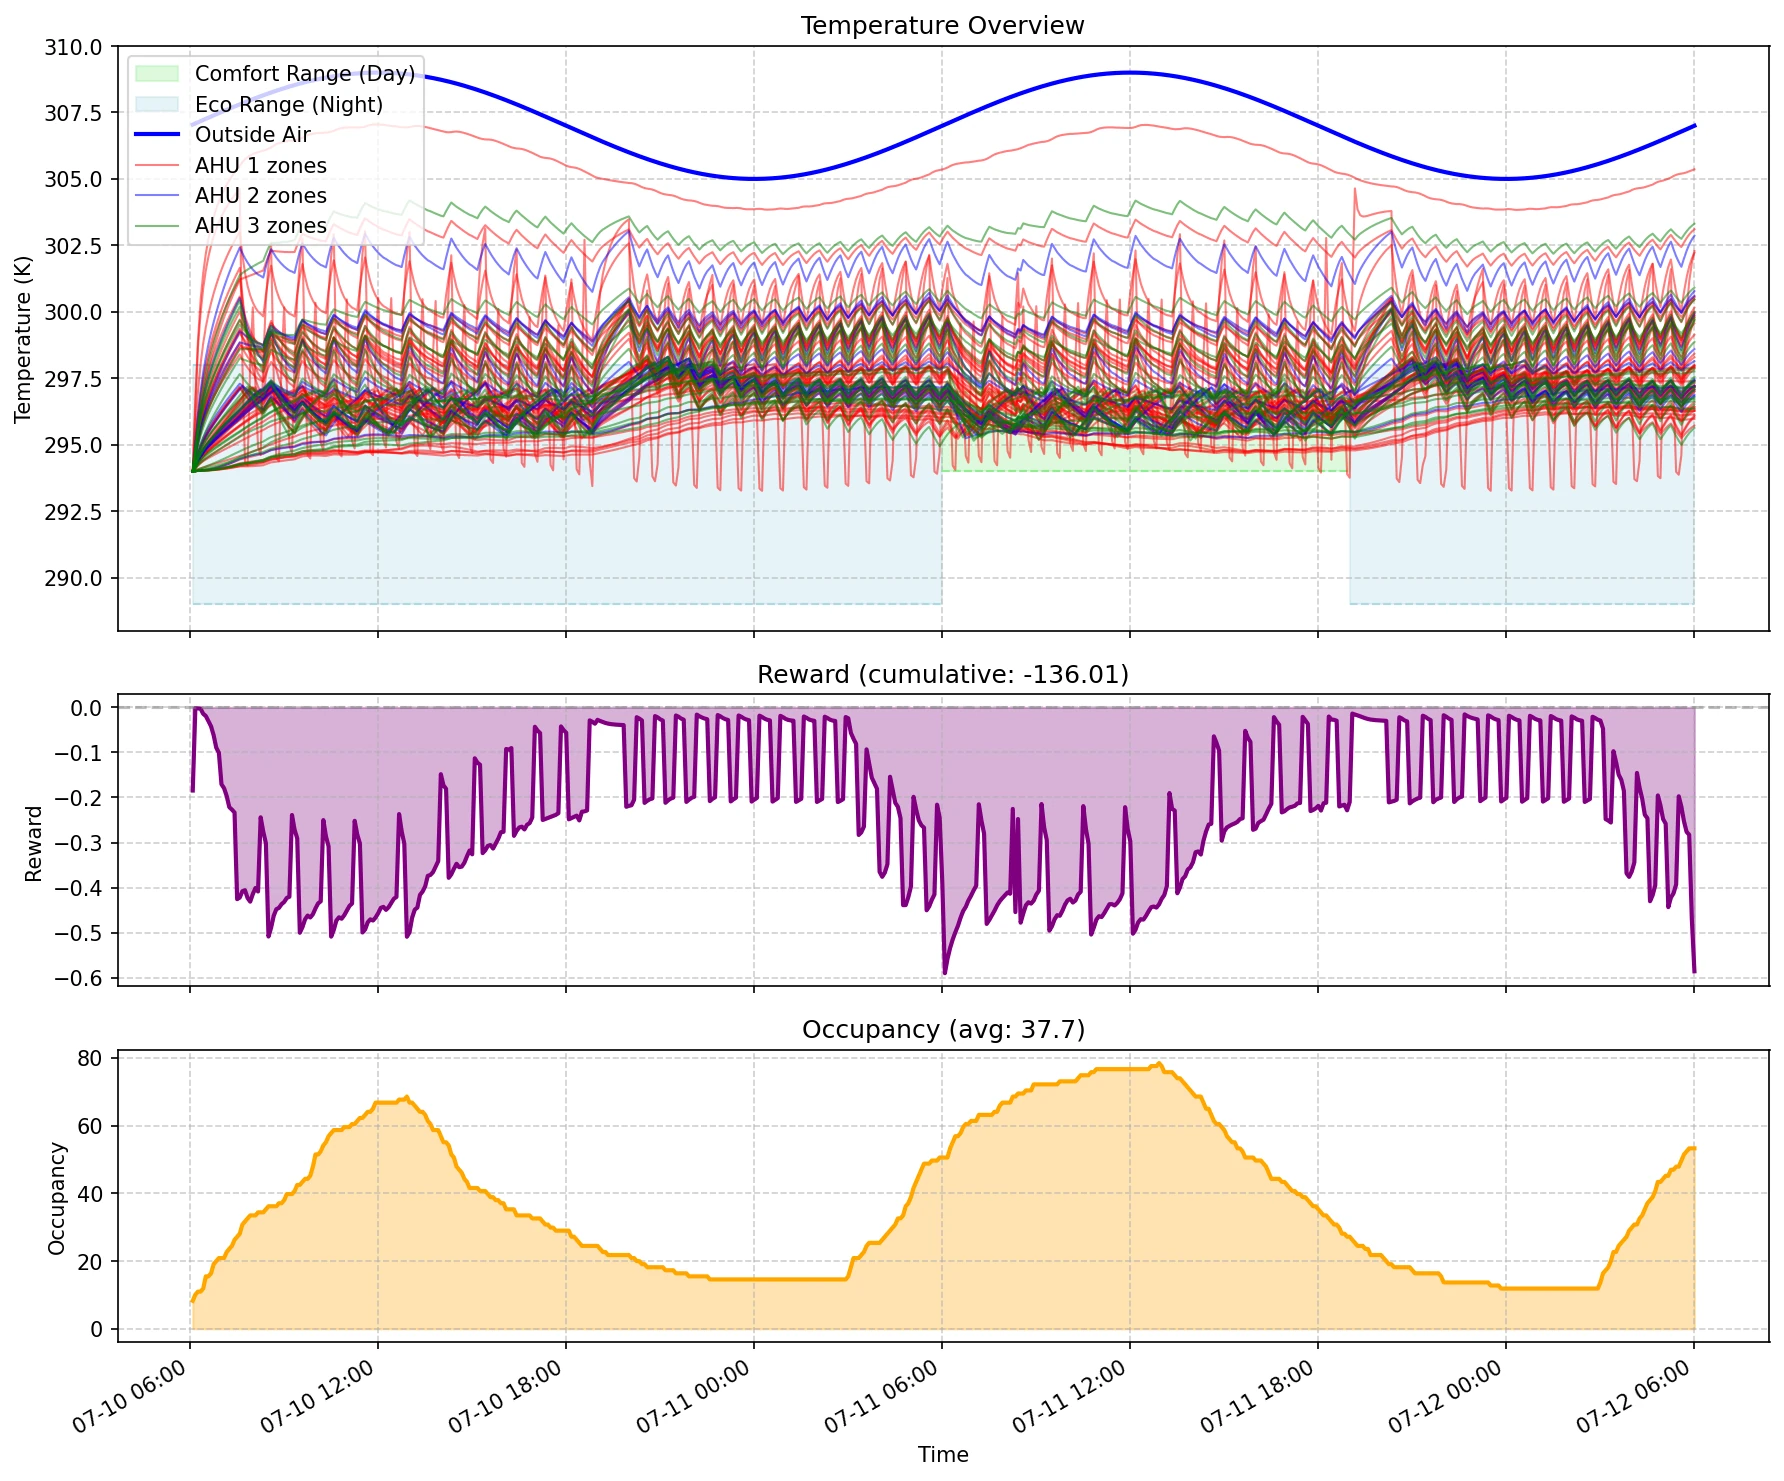 Temperature Overview
310.0
307.5
305.0
302.5
300.0
297.5
295.0
292.5
290.0
Temperature (K)
Comfort Range (Day)
Eco Range (Night)
Outside Air
AHU 1 zones
AHU 2 zones
AHU 3 zones
Reward (cumulative: -136.01)
0.0
−0.1
−0.2
−0.3
−0.4
−0.5
−0.6
Reward
Occupancy (avg: 37.7)
80
60
40
20
0
Occupancy
07-10 06:00
07-10 12:00
07-10 18:00
07-11 00:00
07-11 06:00
07-11 12:00
07-11 18:00
07-12 00:00
07-12 06:00
Time